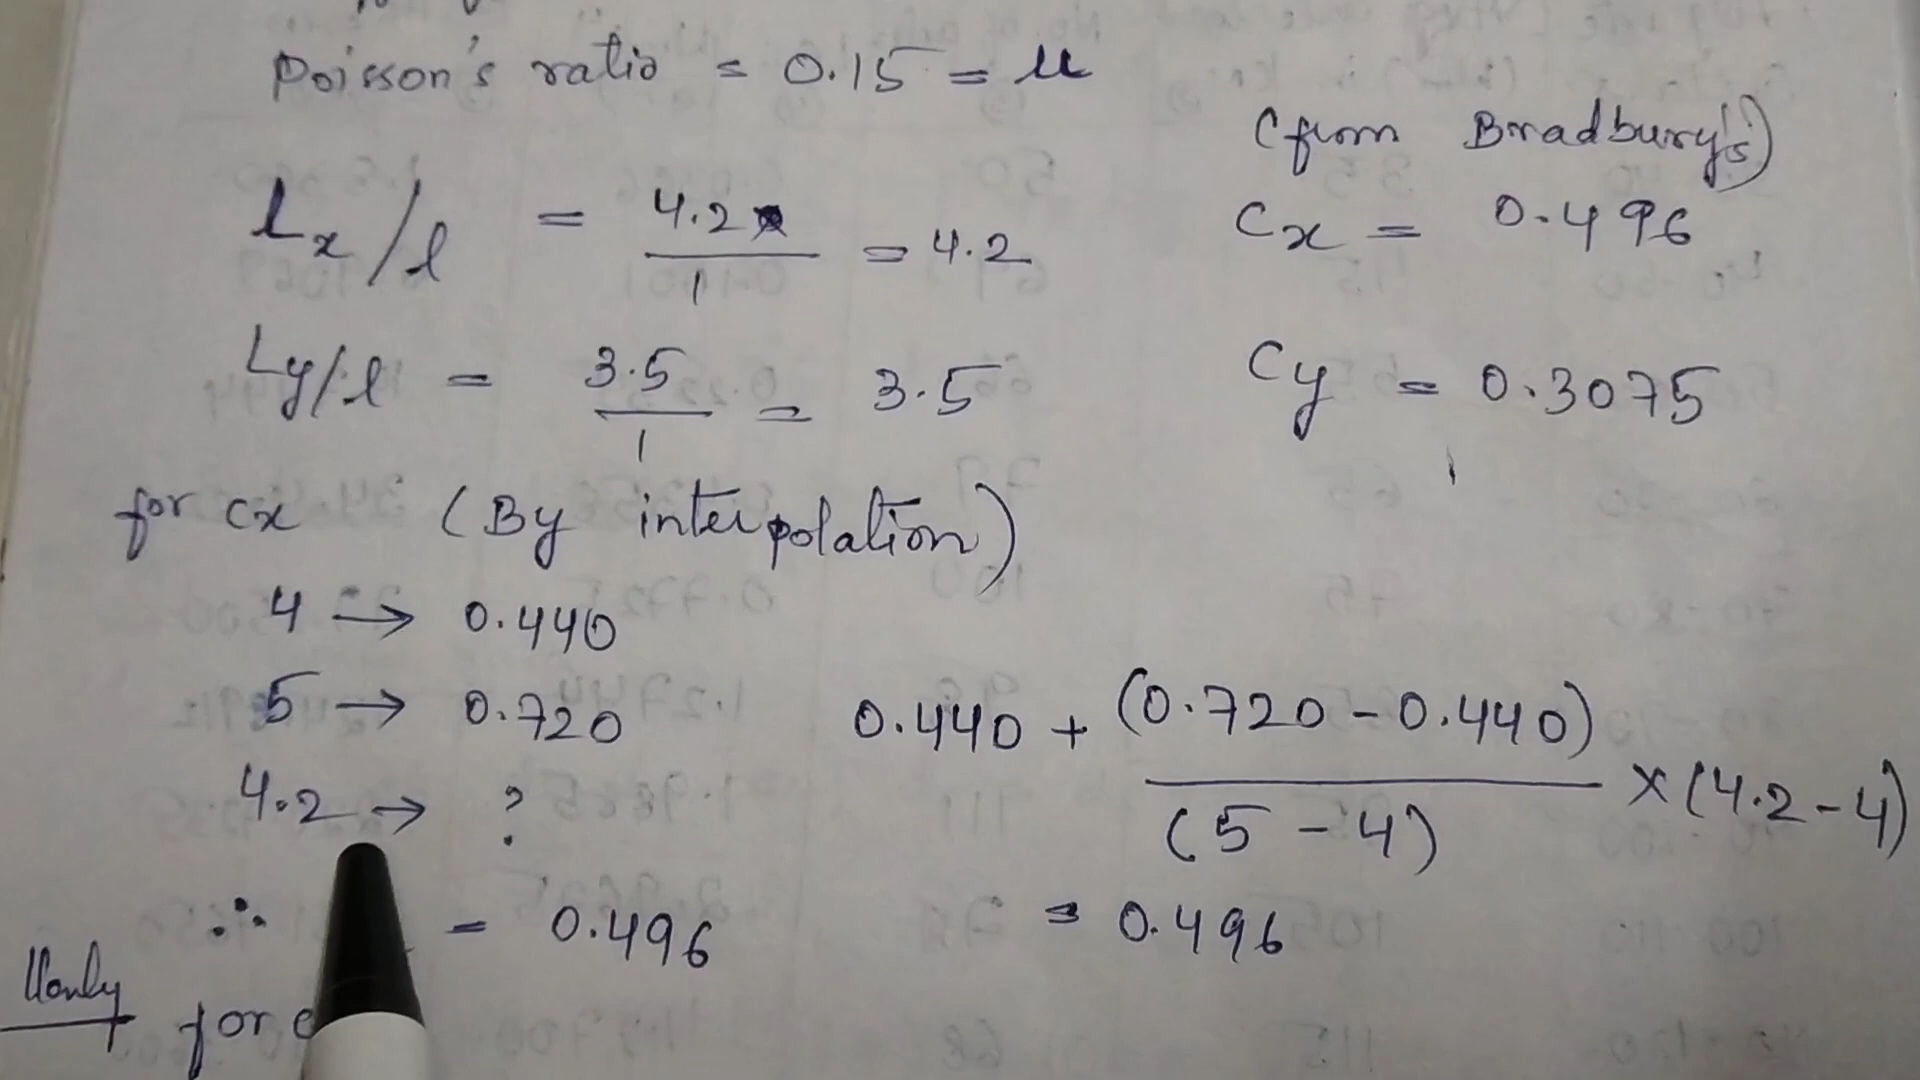 Poisson's ratio = 0.15 = μ
(from Bradbury's)
Lx/l = 4.2 / 1 = 4.2
Cx = 0.496
Ly/l = 3.5 / 1 = 3.5
Cy = 0.3075
for cx (By interpolation)
4 → 0.440
5 → 0.720
0.440 + (0.720 - 0.440) / (5 - 4) × (4.2 - 4)
4.2 → ?
∴ = 0.496
= 0.496
llarly for c